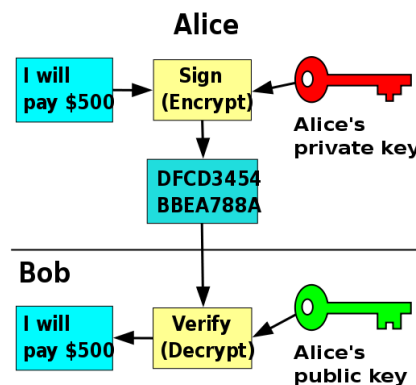 Alice
I will
pay $500
Sign
(Encrypt)
Alice's
private key
DFCD3454
BBEA788A
Bob
I will
pay $500
Verify
(Decrypt)
Alice's
public key